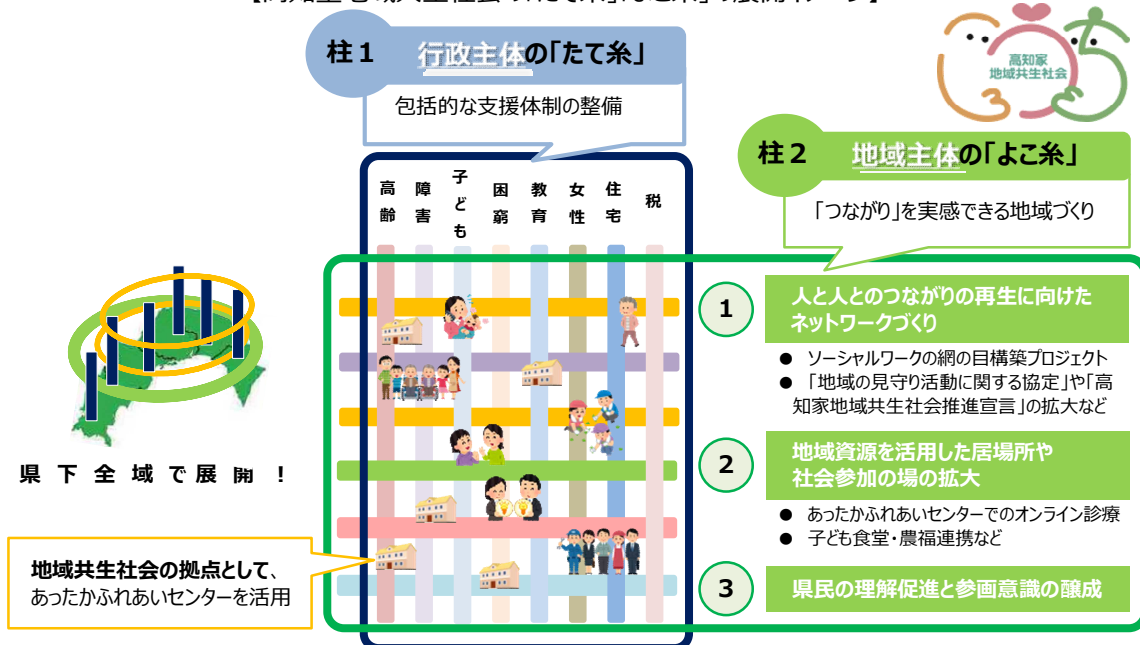 柱1 行政主体の「たて糸」
包括的な支援体制の整備
高知家
地域共生社会
柱2 地域主体の「よこ糸」
「つながり」を実感できる地域づくり
高齢
障害
子ども
困窮
教育
女性
住宅
税
1
人と人とのつながりの再生に向けた
ネットワークづくり
● ソーシャルワークの網の目構築プロジェクト
● 「地域の見守り活動に関する協定」や「高
知家地域共生社会推進宣言」の拡大など
2
地域資源を活用した居場所や
社会参加の場の拡大
● あったかふれあいセンターでのオンライン診療
● 子ども食堂・農福連携など
3
県民の理解促進と参画意識の醸成
県下全域で展開!
地域共生社会の拠点として、
あったかふれあいセンターを活用